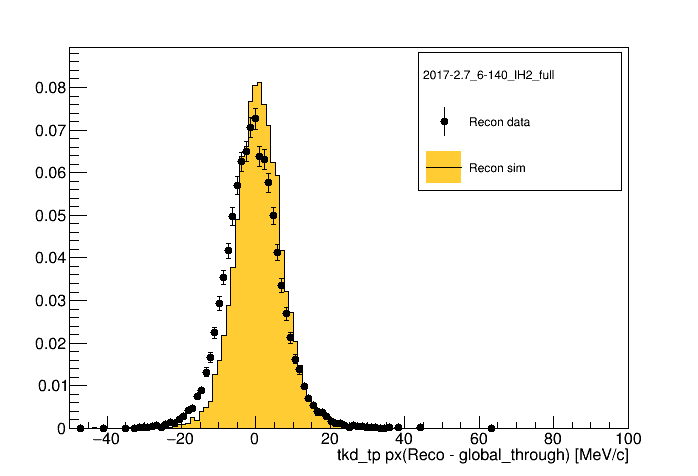 2017-2.7_6-140_IH2_full
Recon data
Recon sim
0.08
0.07
0.06
0.05
0.04
0.03
0.02
0.01
0
−40 −20 0 20 40 60 80 100
tkd_tp px(Reco - global_through) [MeV/c]